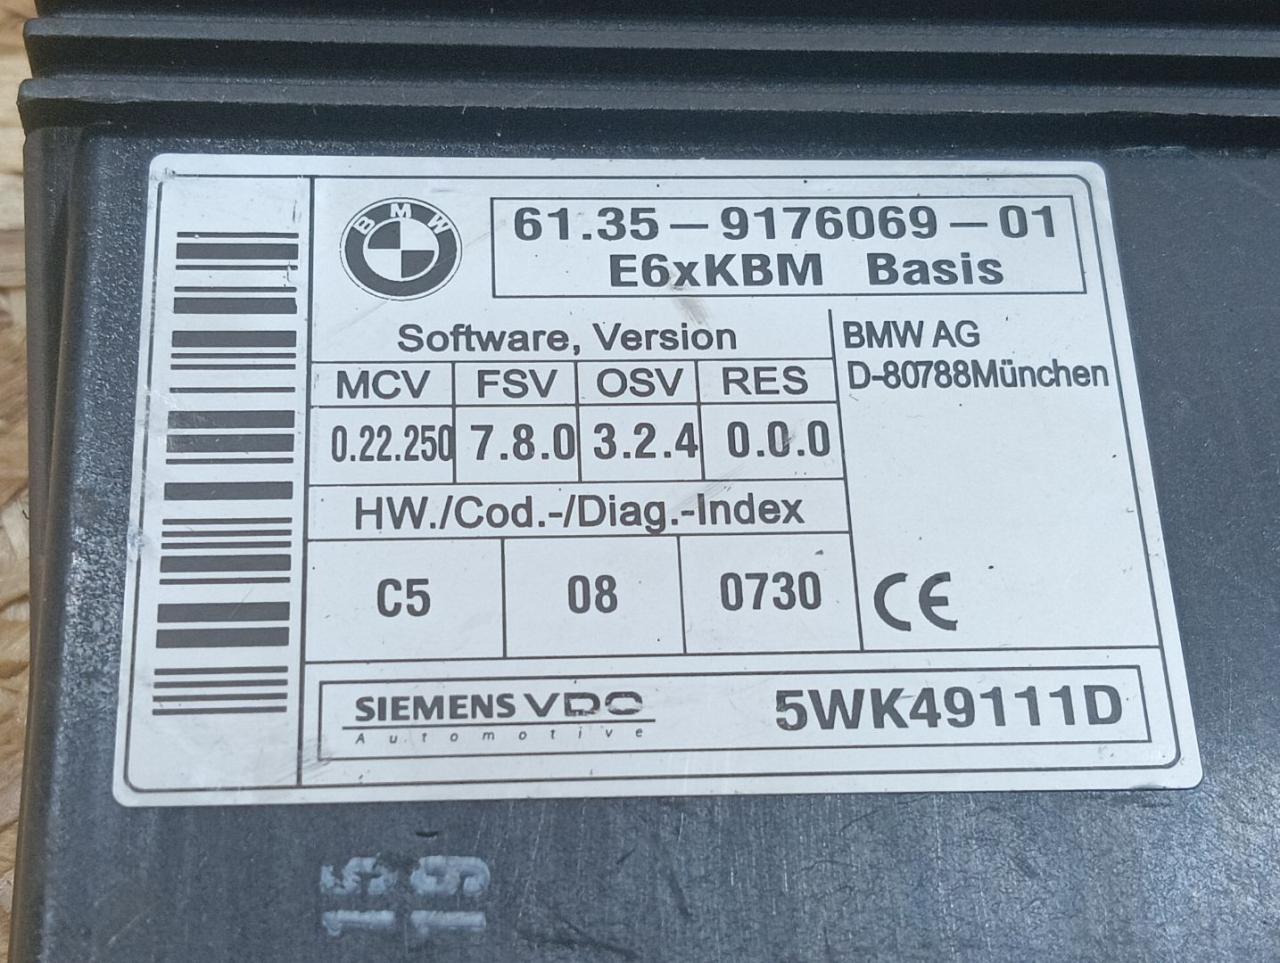 BMW
61.35-9176069-01
E6xKBM Basis
Software, Version
MCV FSV OSV RES
0.22.250 7.8.0 3.2.4 0.0.0
HW./Cod.-/Diag.-Index
C5 08 0730
BMW AG
D-80788München
CE
SIEMENS VDO
Automotive
5WK49111D